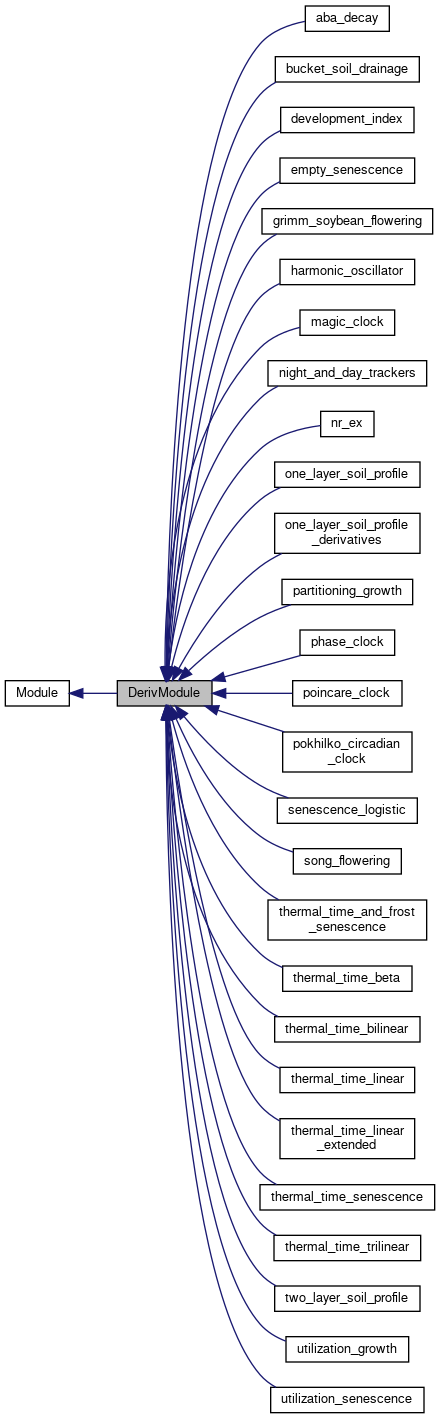 aba_decay
bucket_soil_drainage
development_index
empty_senescence
grimm_soybean_flowering
harmonic_oscillator
magic_clock
night_and_day_trackers
nr_ex
one_layer_soil_profile
one_layer_soil_profile
_derivatives
partitioning_growth
phase_clock
Module
DerivModule
poincare_clock
pokhilko_circadian
_clock
senescence_logistic
song_flowering
thermal_time_and_frost
_senescence
thermal_time_beta
thermal_time_bilinear
thermal_time_linear
thermal_time_linear
_extended
thermal_time_senescence
thermal_time_trilinear
two_layer_soil_profile
utilization_growth
utilization_senescence